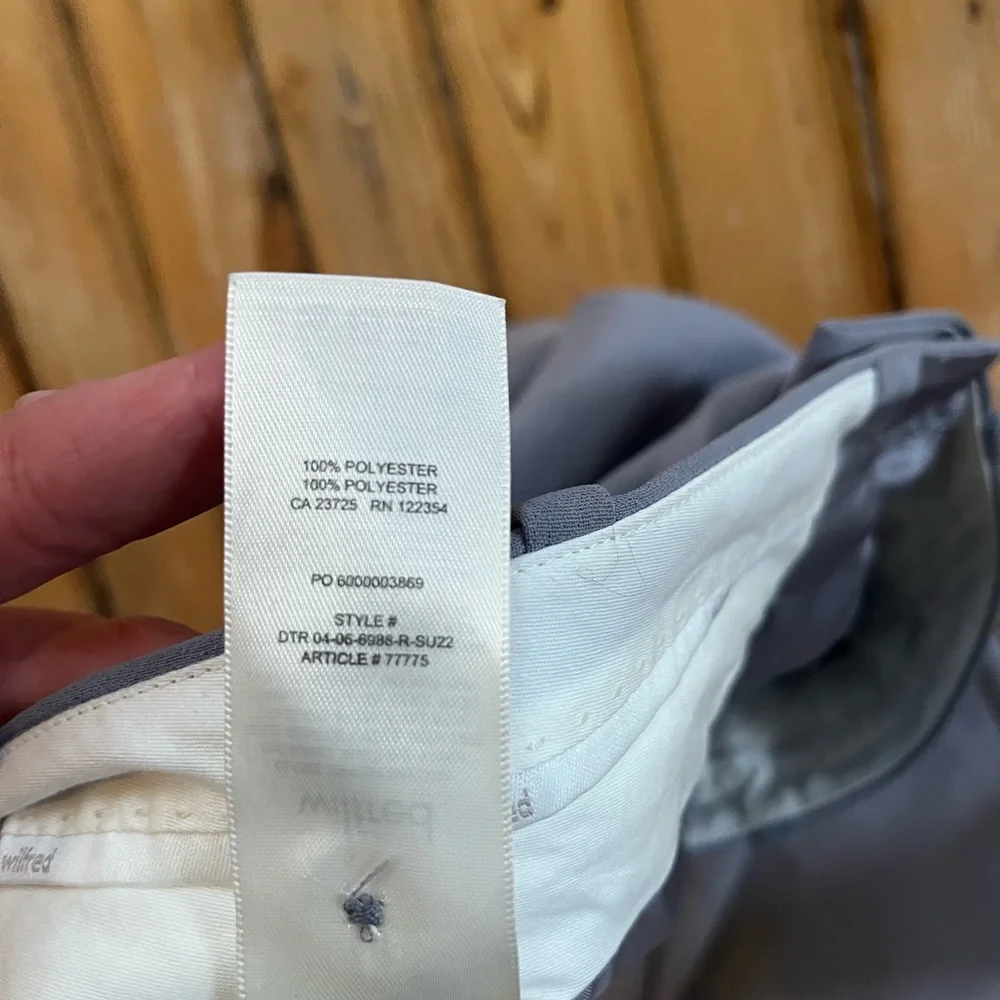 100% POLYESTER
100% POLYESTER
CA 23725 RN 122354
PO 6000003869
STYLE #
DTR 04-06-6988-R-SU22
ARTICLE # 77775
wilfred
wilfred